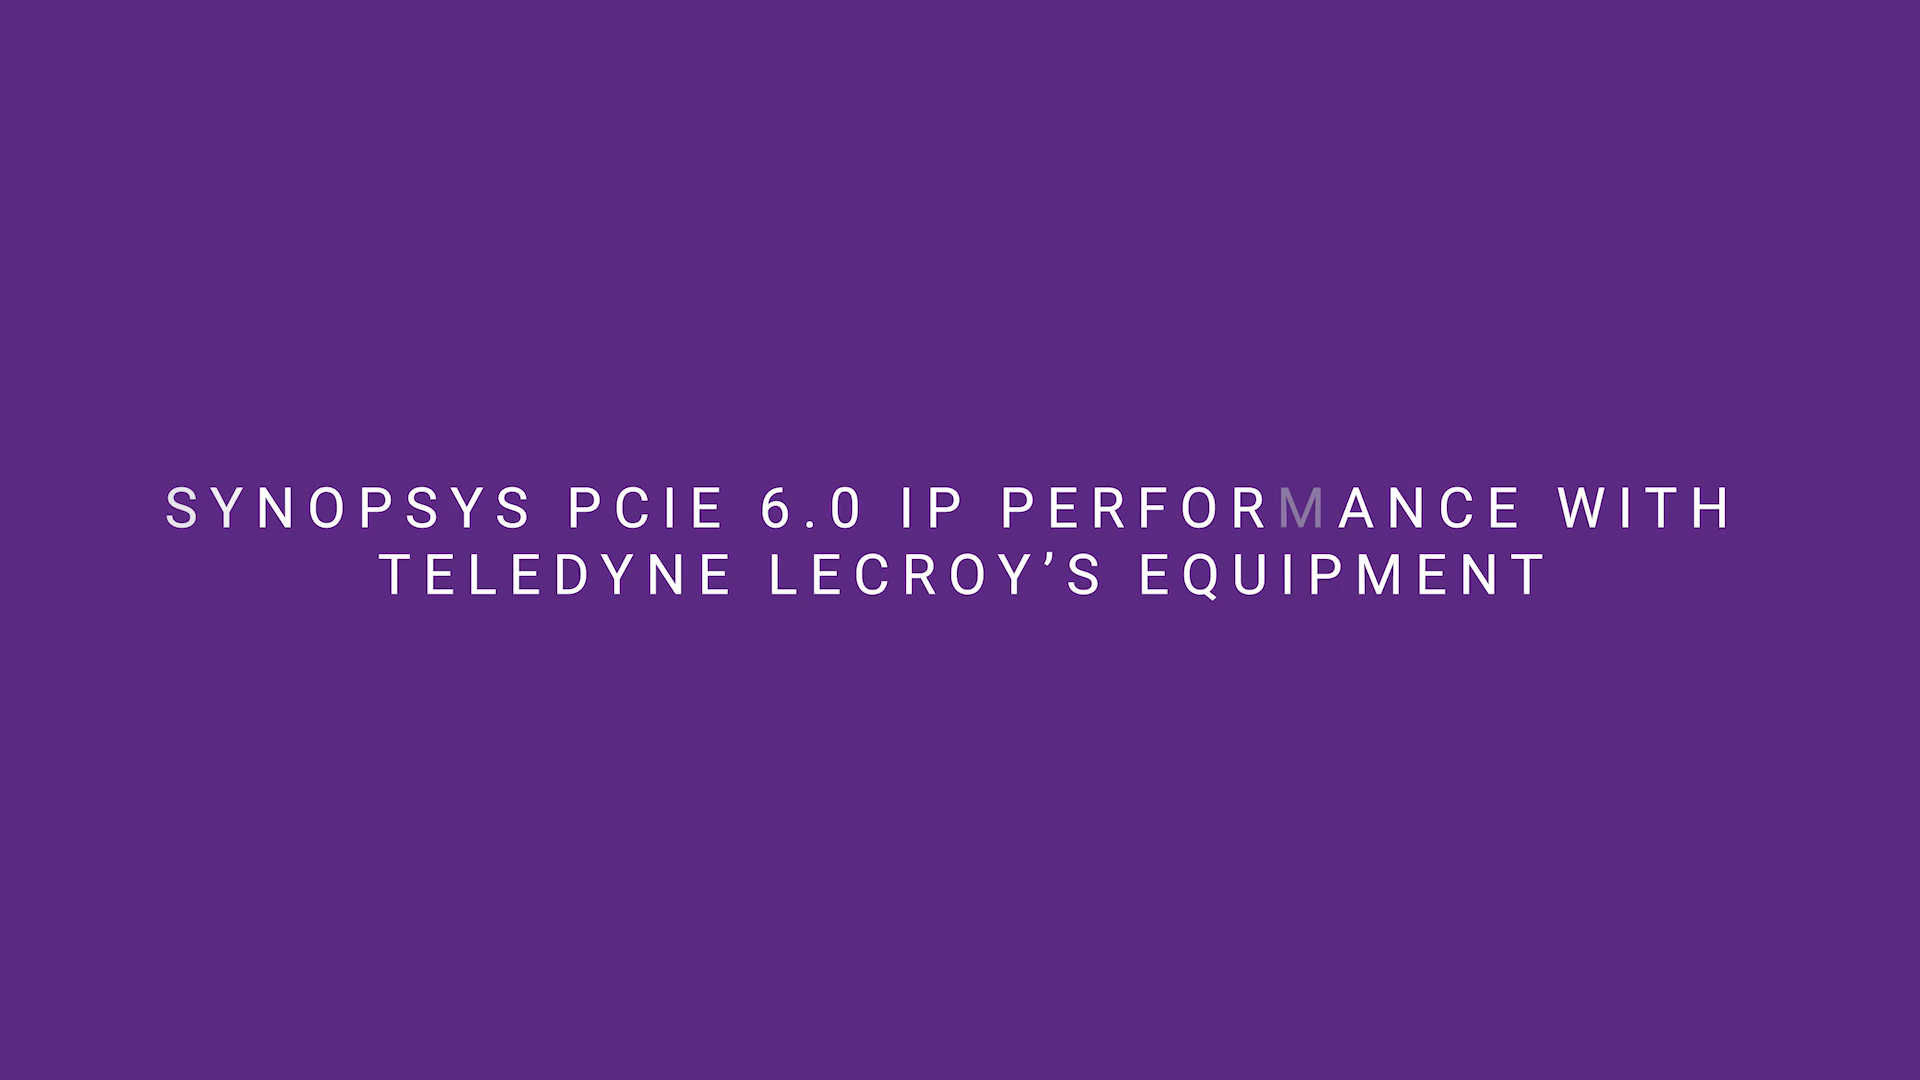 SYNOPSYS PCIE 6.0 IP PERFORMANCE WITH
TELEDYNE LECROY’S EQUIPMENT